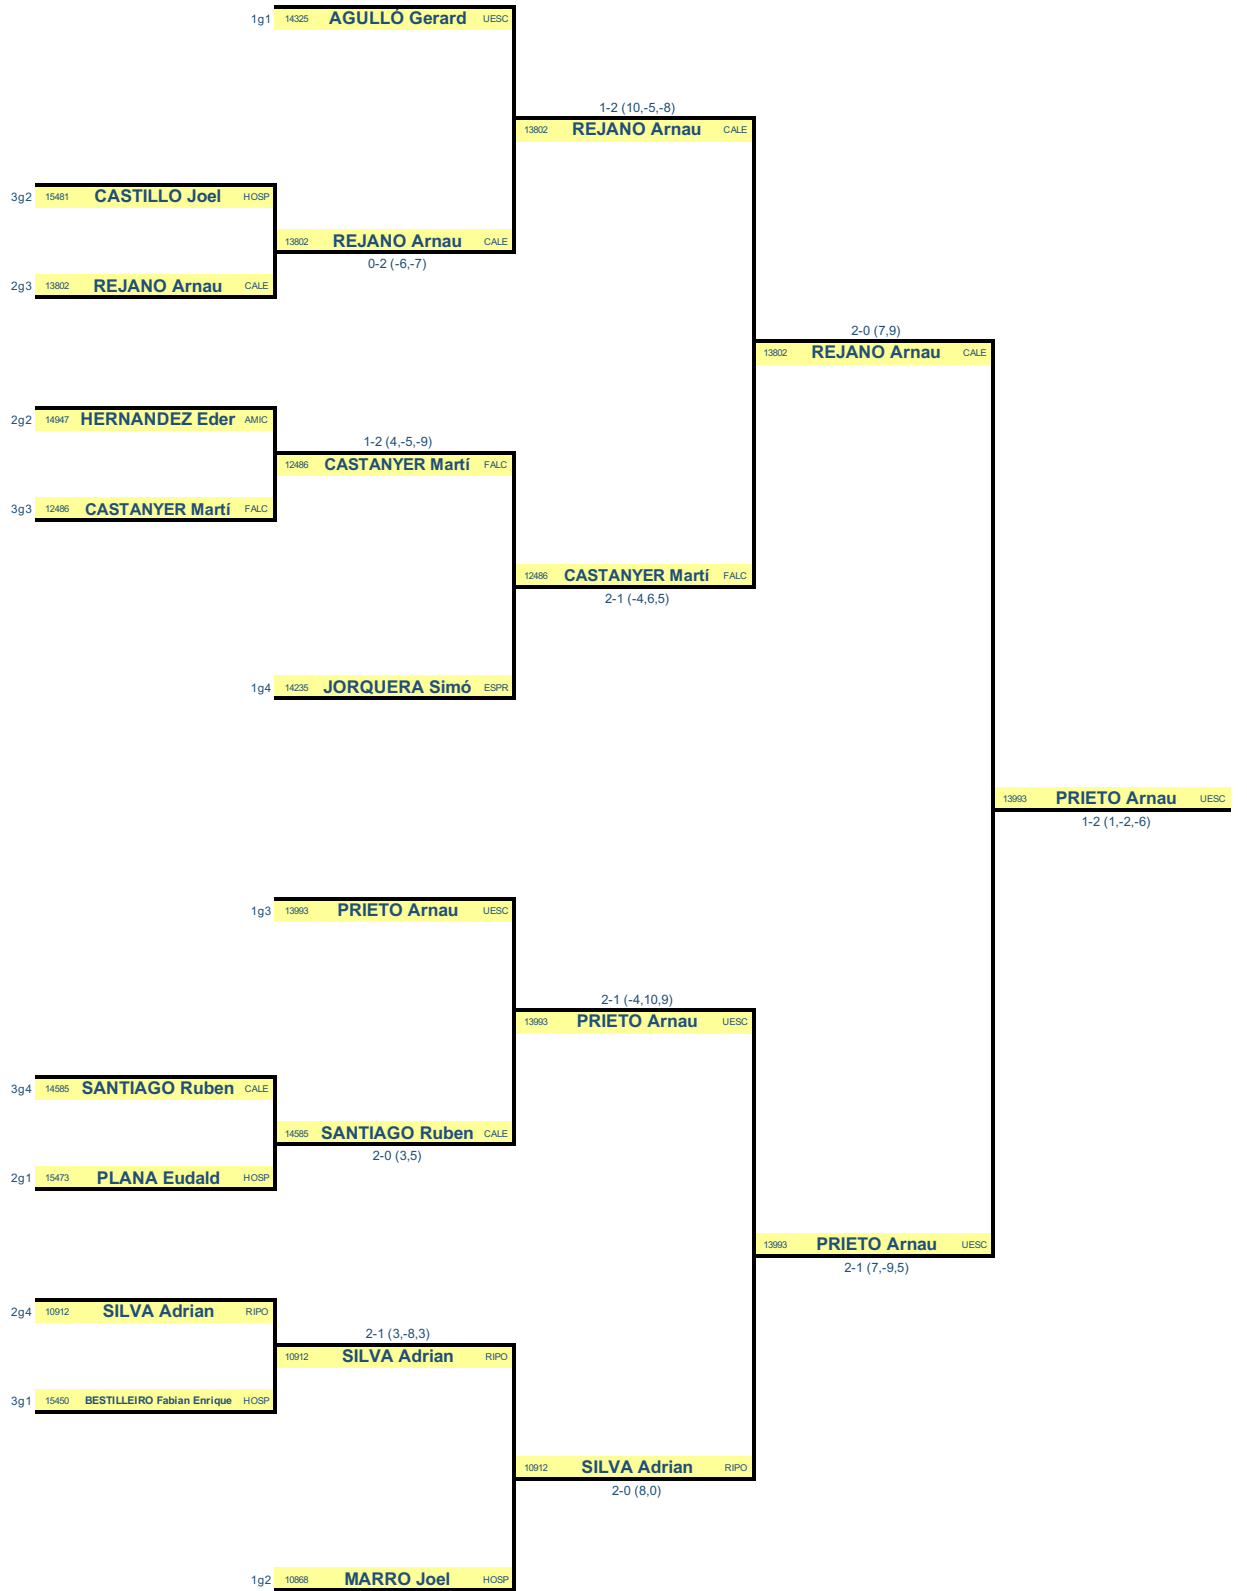 1g1 14325 AGULLÓ Gerard UESC
1-2 (10,-5,-8)
13802 REJANO Arnau CALE
3g2 15481 CASTILLO Joel HOSP
13802 REJANO Arnau CALE
0-2 (-6,-7)
2g3 13802 REJANO Arnau CALE
2-0 (7,9)
13802 REJANO Arnau CALE
2g2 14947 HERNANDEZ Eder AMIC
1-2 (4,-5,-9)
12486 CASTANYER Martí FALC
3g3 12486 CASTANYER Martí FALC
12486 CASTANYER Martí FALC
2-1 (-4,6,5)
1g4 14235 JORQUERA Simó ESPR
13993 PRIETO Arnau UESC
1-2 (1,-2,-6)
1g3 13993 PRIETO Arnau UESC
2-1 (-4,10,9)
13993 PRIETO Arnau UESC
3g4 14585 SANTIAGO Ruben CALE
14585 SANTIAGO Ruben CALE
2-0 (3,5)
2g1 15473 PLANA Eudald HOSP
13993 PRIETO Arnau UESC
2-1 (7,-9,5)
2g4 10912 SILVA Adrian RIPO
2-1 (3,-8,3)
10912 SILVA Adrian RIPO
3g1 15450 BESTILLEIRO Fabian Enrique HOSP
10912 SILVA Adrian RIPO
2-0 (8,0)
1g2 10868 MARRO Joel HOSP